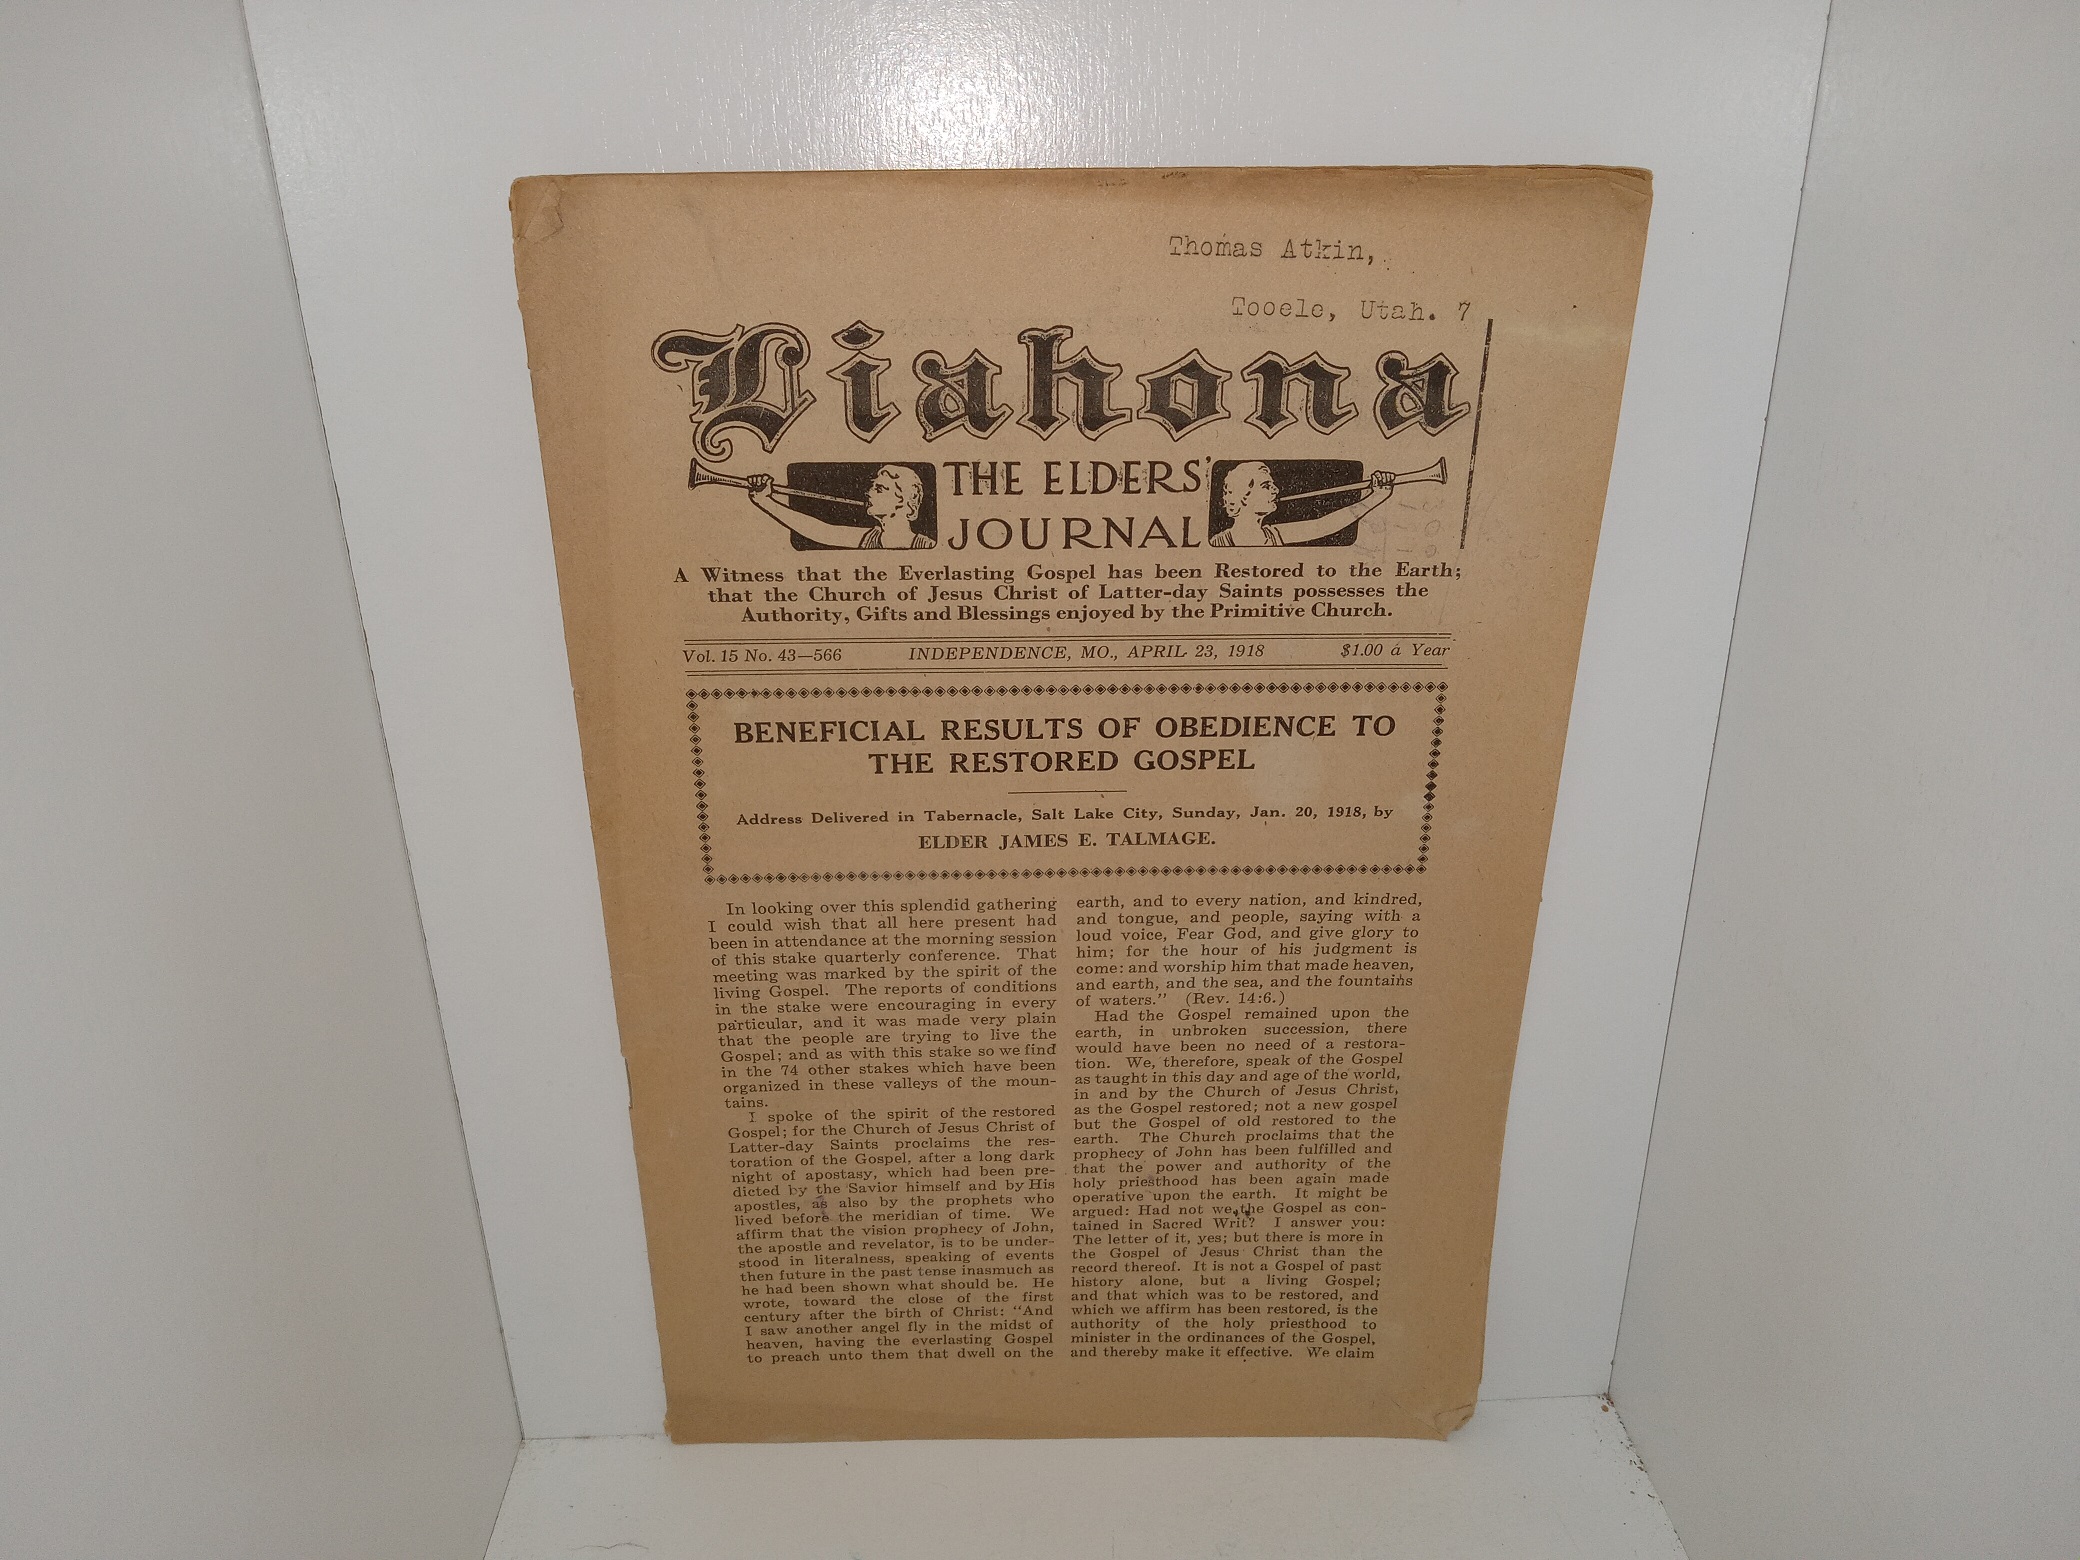 Thomas Atkin,
Tooele, Utah. 7
Liahona
THE ELDERS'
JOURNAL
A Witness that the Everlasting Gospel has been Restored to the Earth;
that the Church of Jesus Christ of Latter-day Saints possesses the
Authority, Gifts and Blessings enjoyed by the Primitive Church.
Vol. 15 No. 43—566 INDEPENDENCE, MO., APRIL 23, 1918 $1.00 á Year
BENEFICIAL RESULTS OF OBEDIENCE TO
THE RESTORED GOSPEL
Address Delivered in Tabernacle, Salt Lake City, Sunday, Jan. 20, 1918, by
ELDER JAMES E. TALMAGE.
In looking over this splendid gathering
I could wish that all here present had
been in attendance at the morning session
of this stake quarterly conference. That
meeting was marked by the spirit of the
living Gospel. The reports of conditions
in the stake were encouraging in every
particular, and it was made very plain
that the people are trying to live the
Gospel; and as with this stake so we find
in the 74 other stakes which have been
organized in these valleys of the moun-
tains.
I spoke of the spirit of the restored
Gospel; for the Church of Jesus Christ of
Latter-day Saints proclaims the res-
toration of the Gospel, after a long dark
night of apostasy, which had been pre-
dicted by the Savior himself and by His
apostles, as also by the prophets who
lived before the meridian of time. We
affirm that the vision prophecy of John,
the apostle and revelator, is to be under-
stood in literalness, speaking of events
then future in the past tense inasmuch as
he had been shown what should be. He
wrote, toward the close of the first
century after the birth of Christ: "And
I saw another angel fly in the midst of
heaven, having the everlasting Gospel
to preach unto them that dwell on the
earth, and to every nation, and kindred,
and tongue, and people, saying with a
loud voice, Fear God, and give glory to
him; for the hour of his judgment is
come: and worship him that made heaven,
and earth, and the sea, and the fountains
of waters." (Rev. 14:6.)
Had the Gospel remained upon the
earth, in unbroken succession, there
would have been no need of a restora-
tion. We, therefore, speak of the Gospel
as taught in this day and age of the world,
in and by the Church of Jesus Christ,
as the Gospel restored; not a new gospel
but the Gospel of old restored to the
earth. The Church proclaims that the
prophecy of John has been fulfilled and
that the power and authority of the
holy priesthood has been again made
operative upon the earth. It might be
argued: Had not we the Gospel as con-
tained in Sacred Writ? I answer you:
The letter of it, yes; but there is more in
the Gospel of Jesus Christ than the
record thereof. It is not a Gospel of past
history alone, but a living Gospel;
and that which was to be restored, and
which we affirm has been restored, is the
authority of the holy priesthood to
minister in the ordinances of the Gospel,
and thereby make it effective. We claim